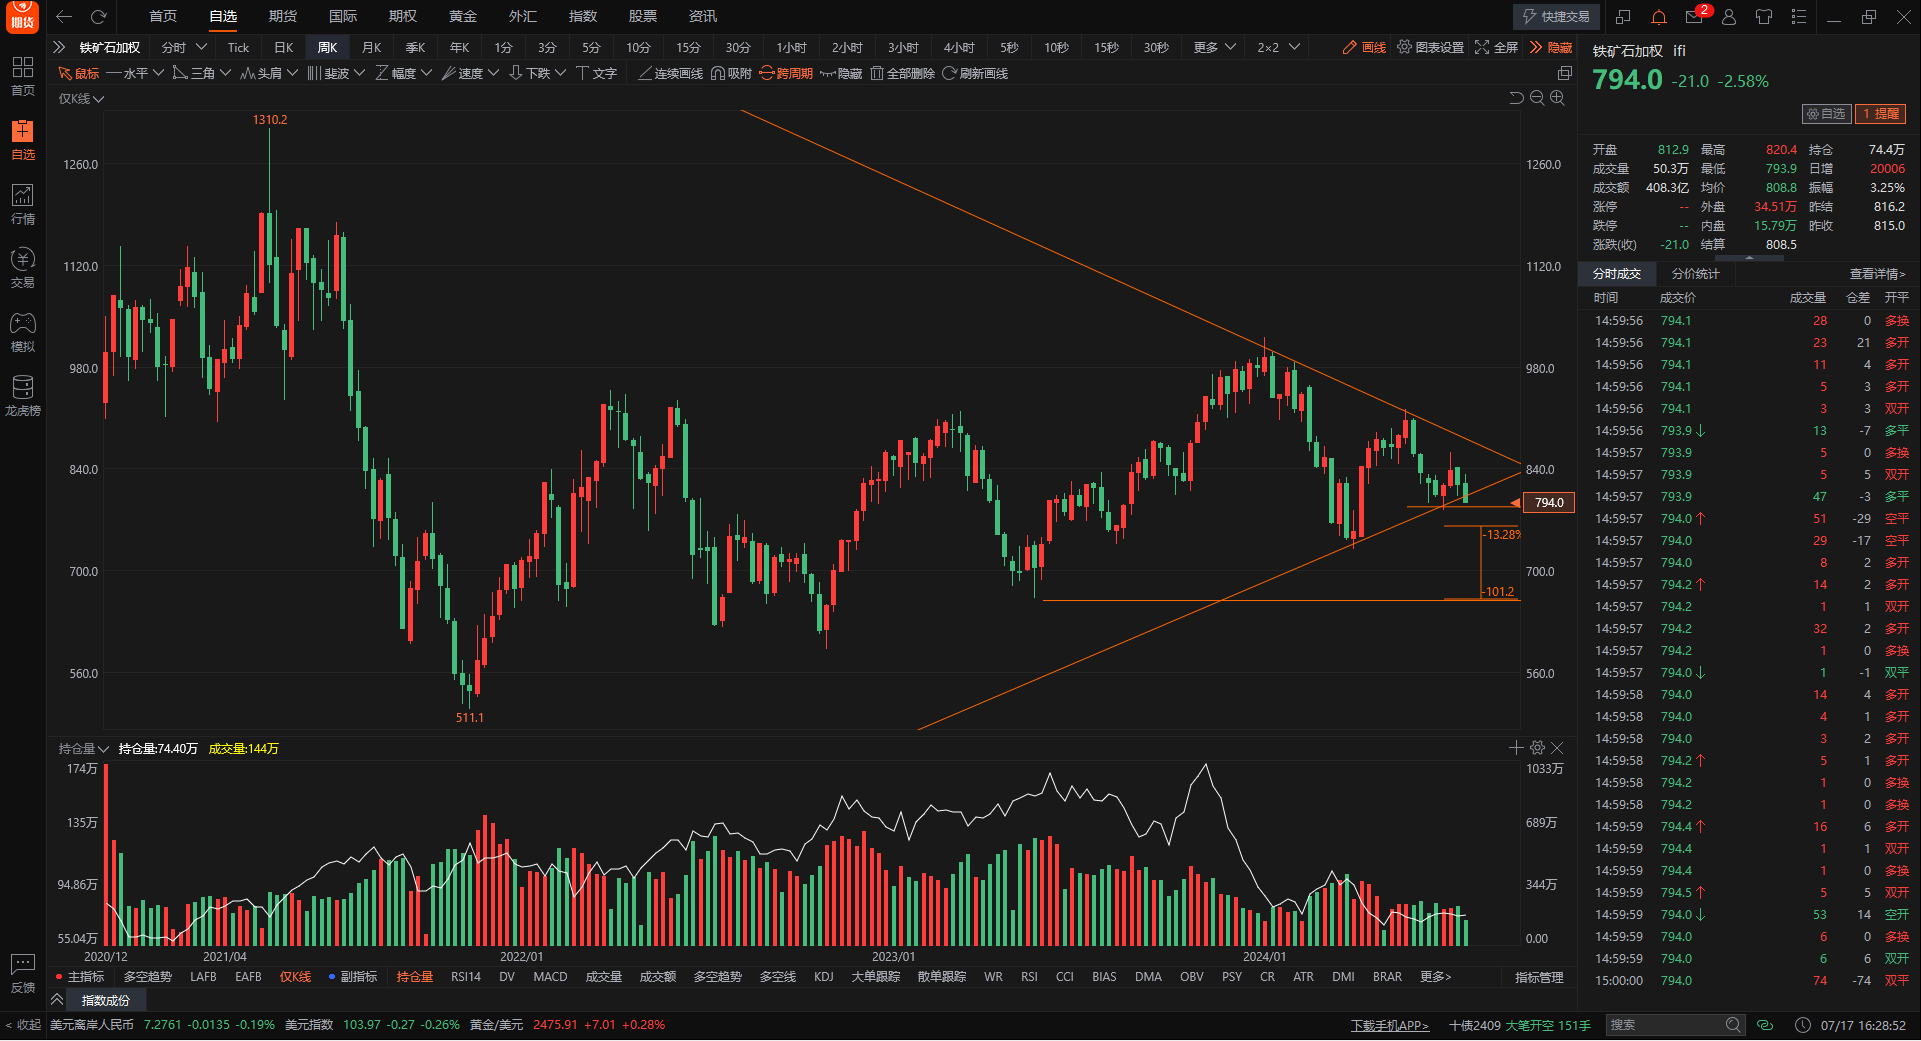 期货 首页 自选 期货 国际 期权 黄金 外汇 指数 股票 资讯 快捷交易 2
铁矿石加权 分时 Tick 日K 周K 月K 季K 年K 1分 3分 5分 10分 15分 30分 1小时 2小时 3小时 4小时 5秒 10秒 15秒 30秒 更多 2×2 画线 图表设置 全屏 隐藏
鼠标 水平 三角 头肩 斐波 幅度 速度 下跌 文字 连续画线 吸附 跨周期 隐藏 全部删除 刷新画线
首页
自选
行情
交易
模拟
龙虎榜
反馈
< 收起
仅K线
1310.2
1260.0 1260.0
1120.0 1120.0
980.0 980.0
840.0 840.0
794.0
-13.28%
700.0 700.0
-101.2
560.0 560.0
511.1
持仓量 持仓量:74.40万 成交量:144万
174万 1033万
135万 689万
94.86万 344万
55.04万 0.00
2020/12 2021/04 2022/01 2023/01 2024/01
主指标 多空趋势 LAFB EAFB 仅K线 副指标 持仓量 RSI14 DV MACD 成交量 成交额 多空趋势 多空线 KDJ 大单跟踪 散单跟踪 WR RSI CCI BIAS DMA OBV PSY CR ATR DMI BRAR 更多> 指标管理
指数成份
铁矿石加权 ifi
794.0 -21.0 -2.58%
自选 1 提醒
开盘 812.9 最高 820.4 持仓 74.4万
成交量 50.3万 最低 793.9 日增 20006
成交额 408.3亿 均价 808.8 振幅 3.25%
涨停 -- 外盘 34.51万 昨结 816.2
跌停 -- 内盘 15.79万 昨收 815.0
涨跌(收) -21.0 结算 808.5
分时成交 分价统计 查看详情>
时间 成交价 成交量 仓差 开平
14:59:56 794.1 28 0 多换
14:59:56 794.1 23 21 多开
14:59:56 794.1 11 4 多开
14:59:56 794.1 5 3 多开
14:59:56 794.1 3 3 双开
14:59:56 793.9↓ 13 -7 多平
14:59:57 793.9 5 0 多换
14:59:57 793.9 5 5 双开
14:59:57 793.9 47 -3 多平
14:59:57 794.0↑ 51 -29 空平
14:59:57 794.0 29 -17 空平
14:59:57 794.0 8 2 多开
14:59:57 794.2↑ 14 2 多开
14:59:57 794.2 1 1 双开
14:59:57 794.2 32 2 多开
14:59:57 794.2 1 0 多换
14:59:57 794.0↓ 1 -1 双平
14:59:58 794.0 14 4 多开
14:59:58 794.0 4 1 多开
14:59:58 794.0 3 2 多开
14:59:58 794.2↑ 5 1 多开
14:59:58 794.2 1 0 多换
14:59:58 794.2 1 0 多换
14:59:59 794.4↑ 16 6 多开
14:59:59 794.4 1 1 双开
14:59:59 794.4 1 0 多换
14:59:59 794.5↑ 5 5 双开
14:59:59 794.0↓ 53 14 空开
14:59:59 794.0 6 0 多换
14:59:59 794.0 6 6 双开
15:00:00 794.0 74 -74 双平
美元离岸人民币 7.2761 -0.0135 -0.19% 美元指数 103.97 -0.27 -0.26% 黄金/美元 2475.91 +7.01 +0.28% 下载手机APP> 十债2409 大笔开空 151手 搜索 07/17 16:28:52